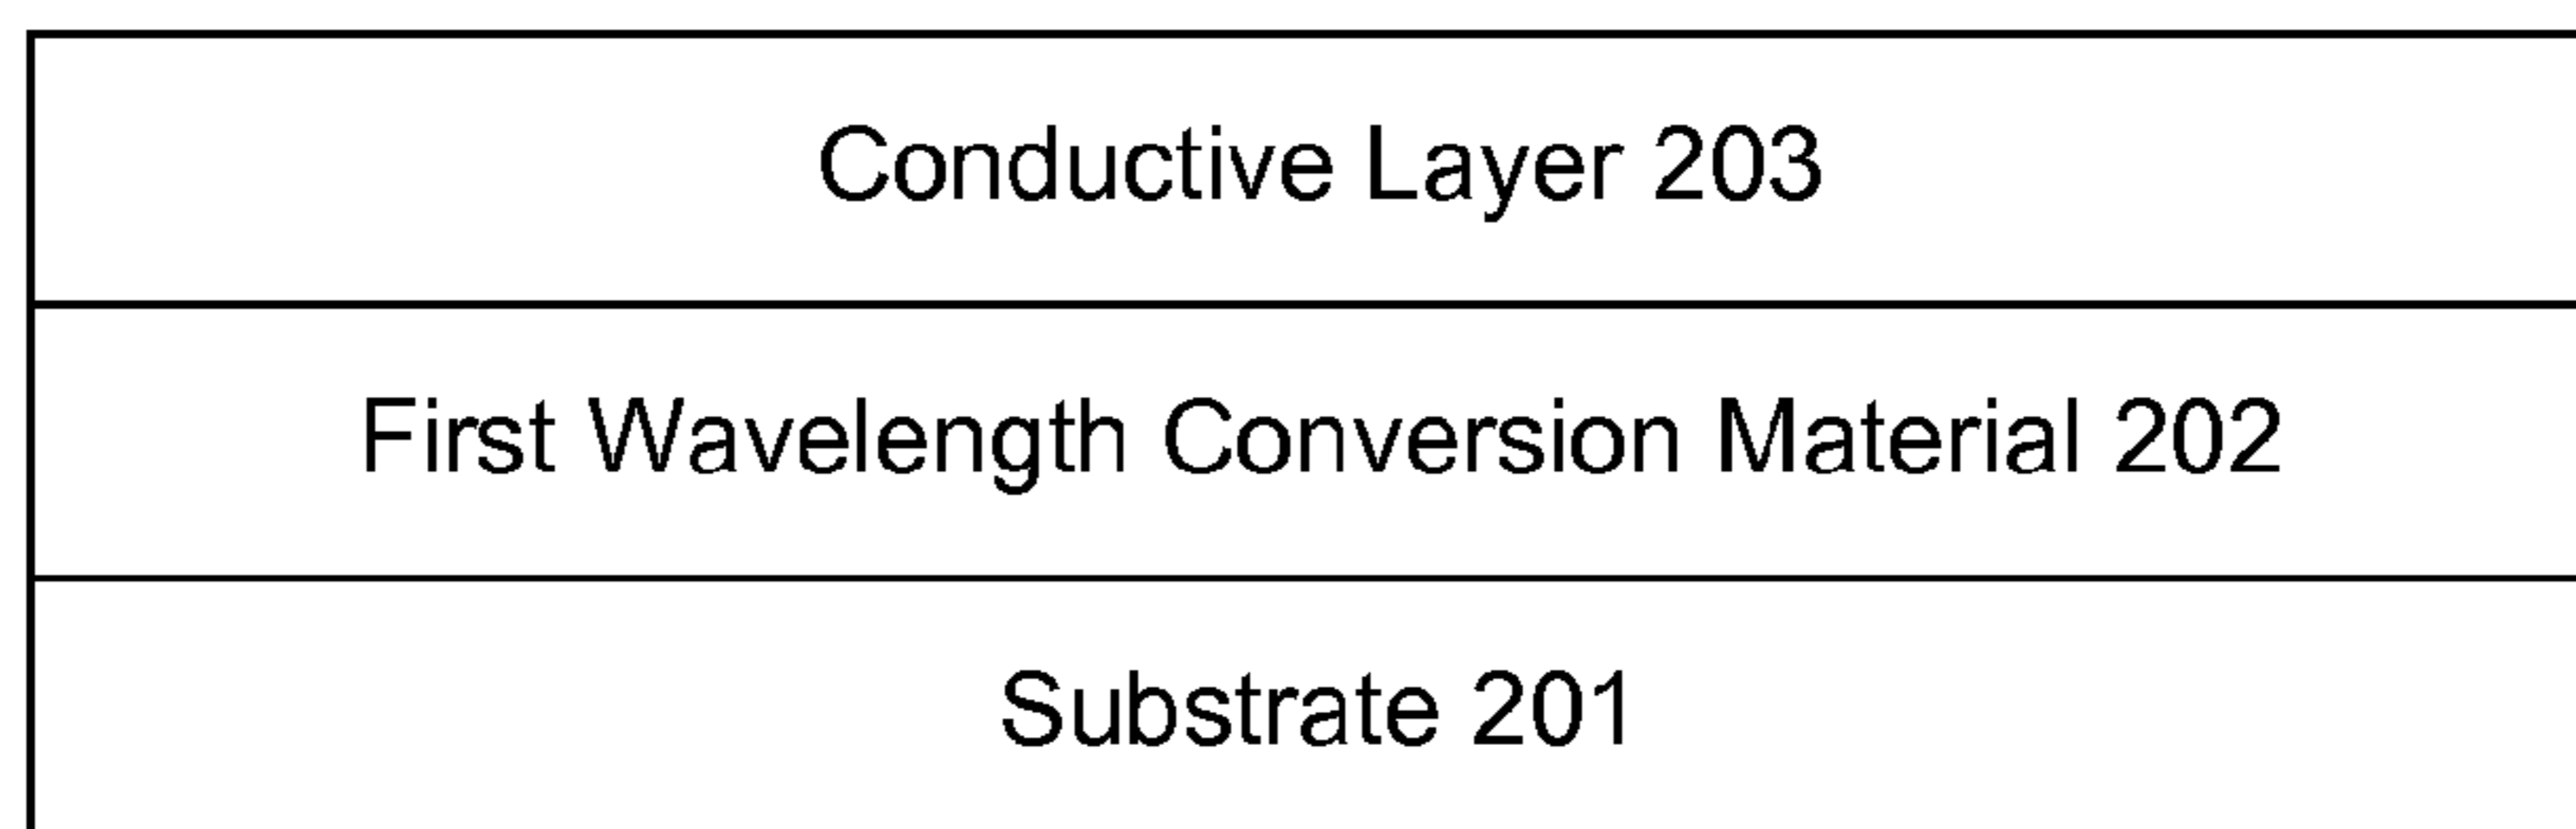 Conductive Layer 203
First Wavelength Conversion Material 202
Substrate 201